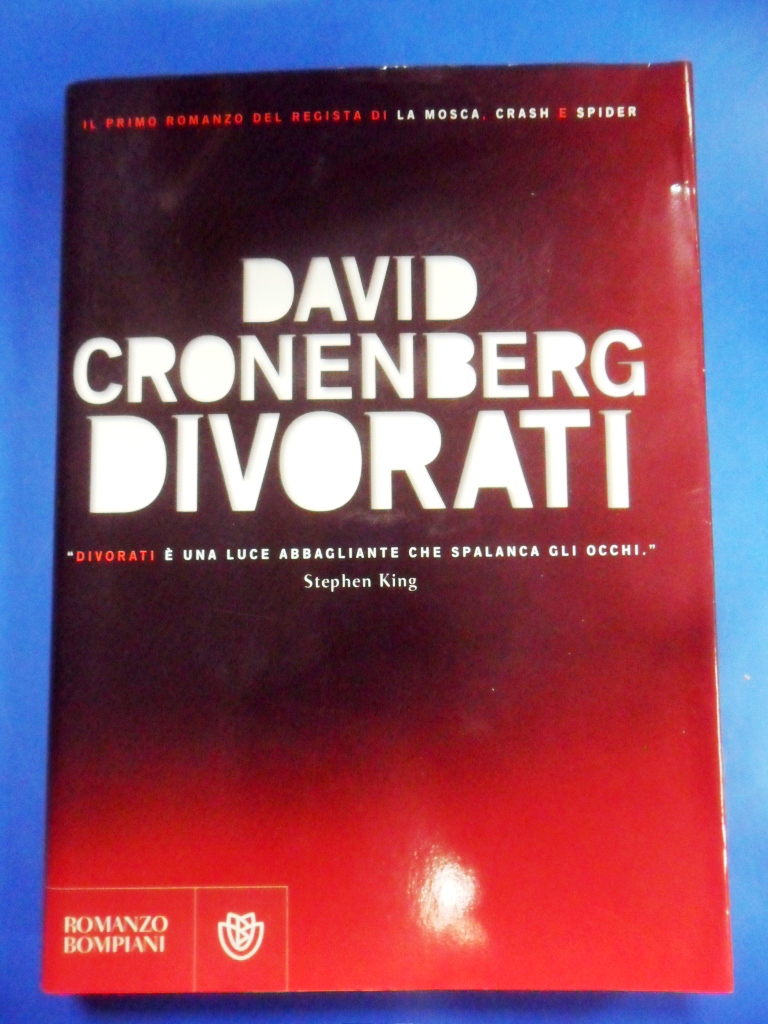 IL PRIMO ROMANZO DEL REGISTA DI LA MOSCA, CRASH E SPIDER
DAVID
CRONENBERG
DIVORATI
“DIVORATI È UNA LUCE ABBAGLIANTE CHE SPALANCA GLI OCCHI.”
Stephen King
ROMANZO
BOMPIANI